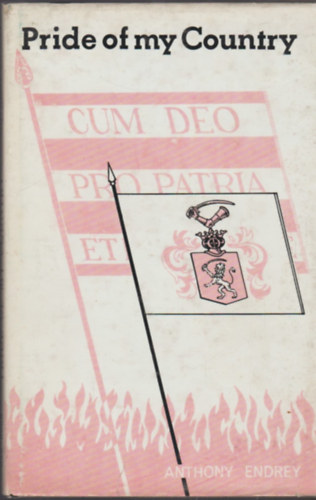 Pride of my Country
CUM DEO
PRO PATRIA
ET
ANTHONY ENDREY